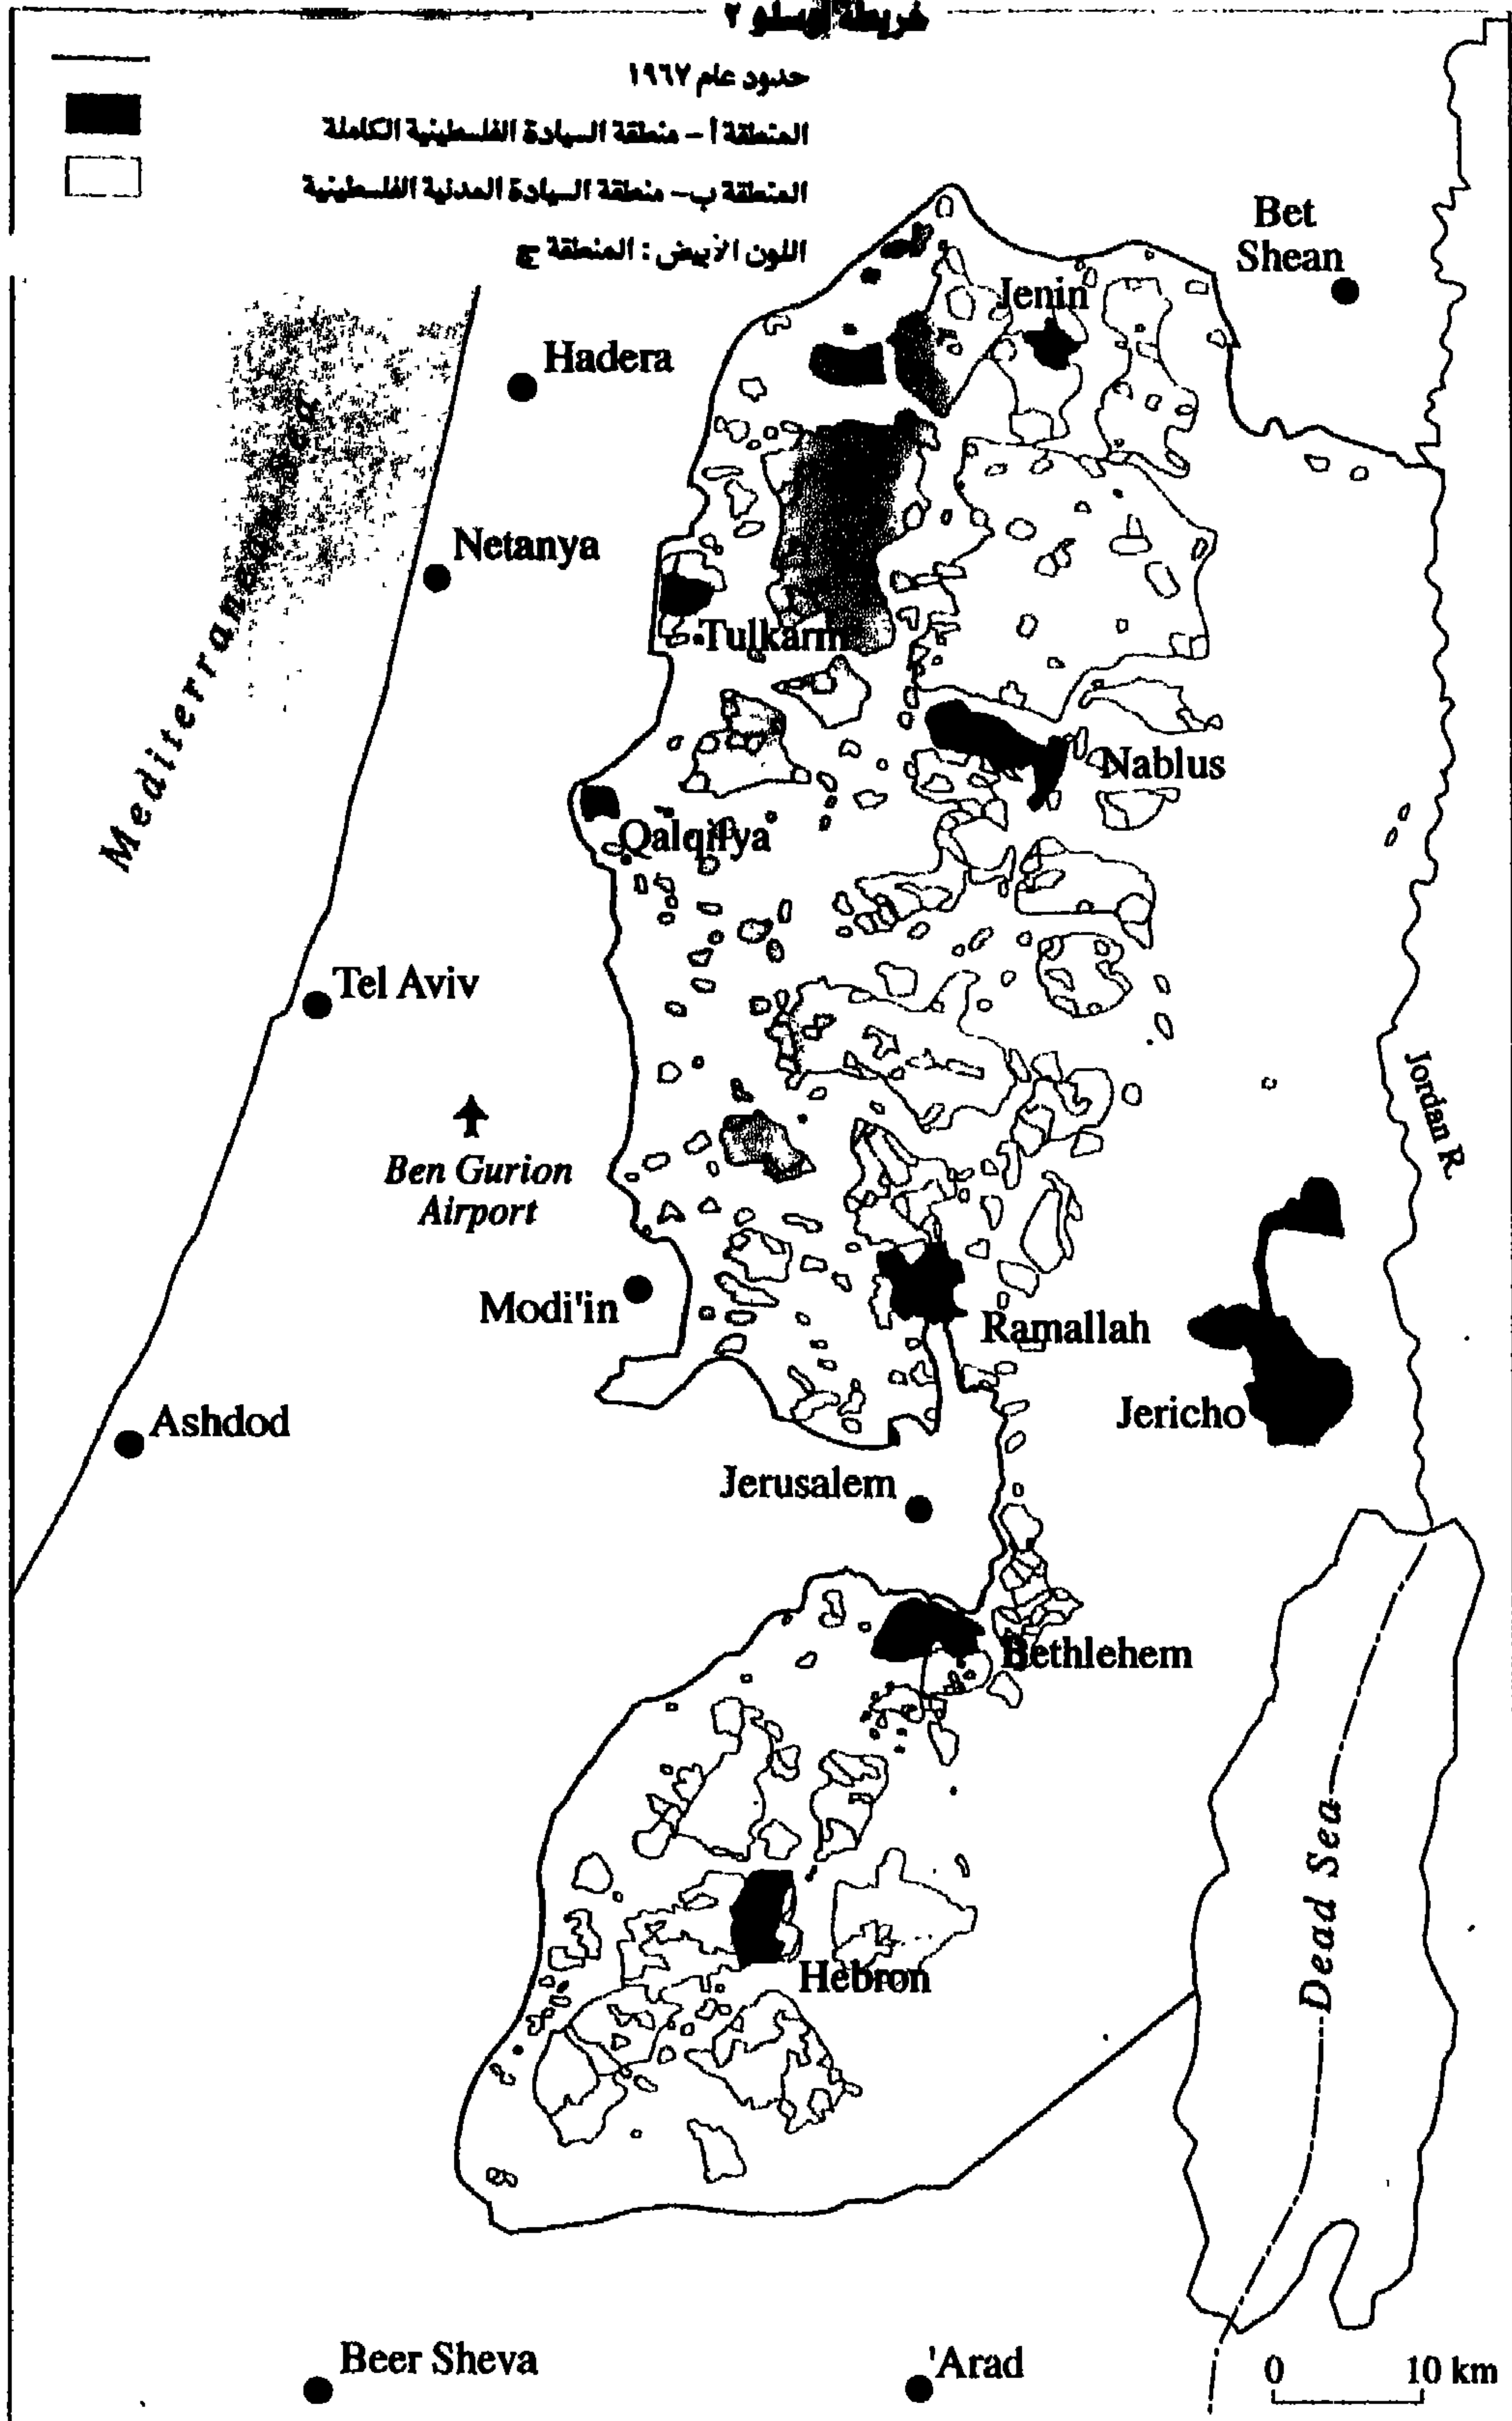 خريطة أوسلو ٢
حدود عام ١٩٦٧
المنطقة أ - منطقة السيادة الفلسطينية الكاملة
المنطقة ب - منطقة السيادة المدنية الفلسطينية
اللون الأبيض : المنطقة ج
Bet
Shean
Jenin
Hadera
Netanya
Tulkarm
Mediterranean Sea
Nablus
Qalqilya
Tel Aviv
Jordan R.
Ben Gurion
Airport
Modi'in
Ramallah
Jericho
Ashdod
Jerusalem
Bethlehem
Dead Sea
Hebron
Beer Sheva
'Arad
0 10 km